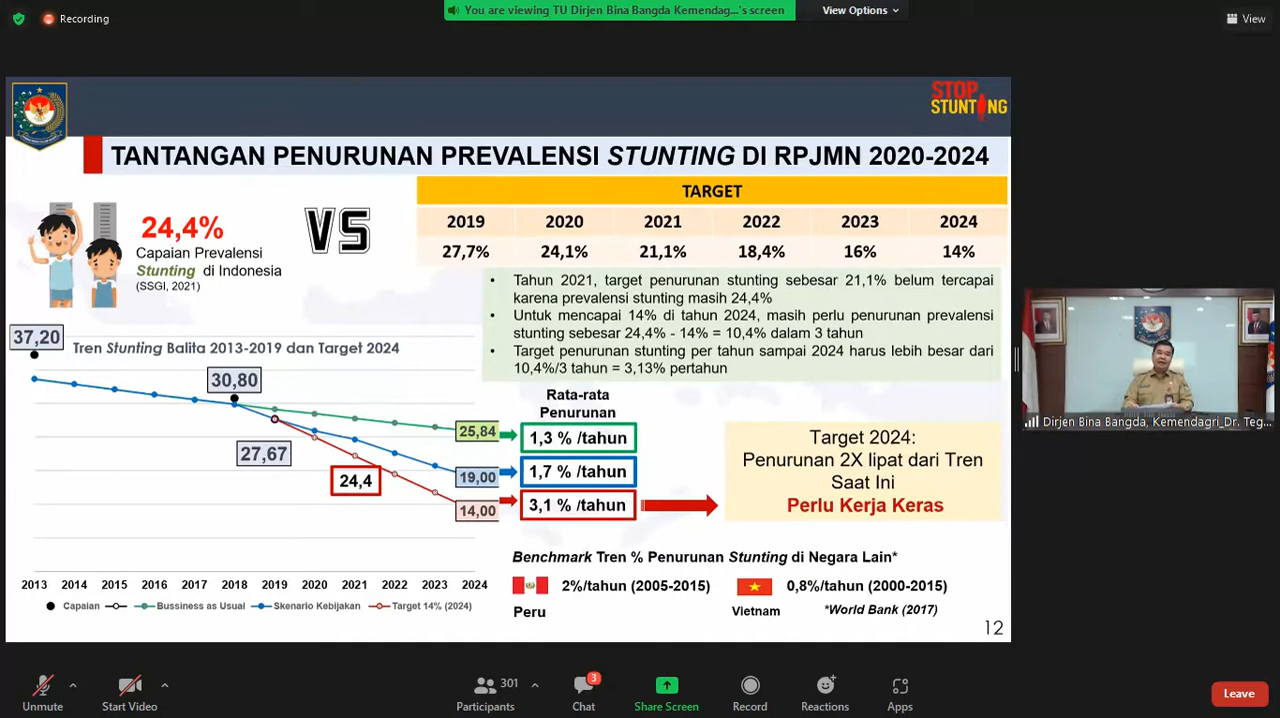 Recording
You are viewing TU Dirjen Bina Bangda Kemendag...'s screen
View Options
View
STOP
STUNTING
TANTANGAN PENURUNAN PREVALENSI STUNTING DI RPJMN 2020-2024
24,4%
Capaian Prevalensi
Stunting di Indonesia
(SSGI, 2021)
VS
TARGET
2019 2020 2021 2022 2023 2024
27,7% 24,1% 21,1% 18,4% 16% 14%
• Tahun 2021, target penurunan stunting sebesar 21,1% belum tercapai
karena prevalensi stunting masih 24,4%
• Untuk mencapai 14% di tahun 2024, masih perlu penurunan prevalensi
stunting sebesar 24,4% - 14% = 10,4% dalam 3 tahun
• Target penurunan stunting per tahun sampai 2024 harus lebih besar dari
10,4%/3 tahun = 3,13% pertahun
37,20
Tren Stunting Balita 2013-2019 dan Target 2024
30,80
27,67
24,4
25,84
19,00
14,00
Rata-rata
Penurunan
1,3 % /tahun
1,7 % /tahun
3,1 % /tahun
Target 2024:
Penurunan 2X lipat dari Tren
Saat Ini
Perlu Kerja Keras
2013 2014 2015 2016 2017 2018 2019 2020 2021 2022 2023 2024
Capaian Bussiness as Usual Skenario Kebijakan Target 14% (2024)
Benchmark Tren % Penurunan Stunting di Negara Lain*
2%/tahun (2005-2015) 0,8%/tahun (2000-2015)
Peru Vietnam *World Bank (2017)
12
Dirjen Bina Bangda, Kemendagri_Dr. Teg...
Unmute
Start Video
301
Participants
3
Chat
Share Screen
Record
Reactions
Apps
Leave